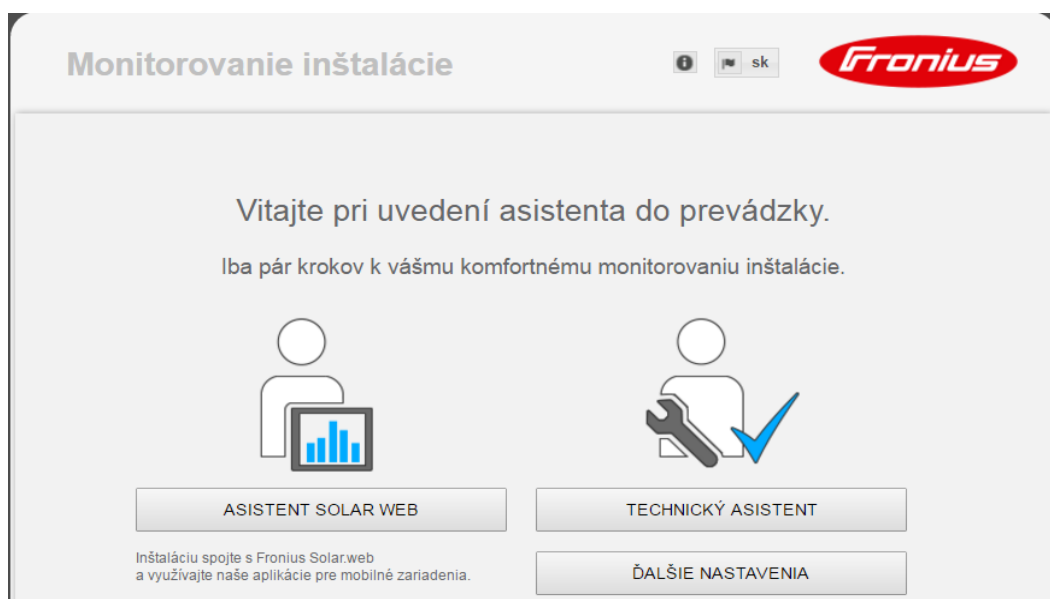 Monitorovanie inštalácie
sk
Fronius
Vitajte pri uvedení asistenta do prevádzky.
Iba pár krokov k vášmu komfortnému monitorovaniu inštalácie.
ASISTENT SOLAR WEB
Inštaláciu spojte s Fronius Solar.web
a využívajte naše aplikácie pre mobilné zariadenia.
TECHNICKÝ ASISTENT
ĎALŠIE NASTAVENIA